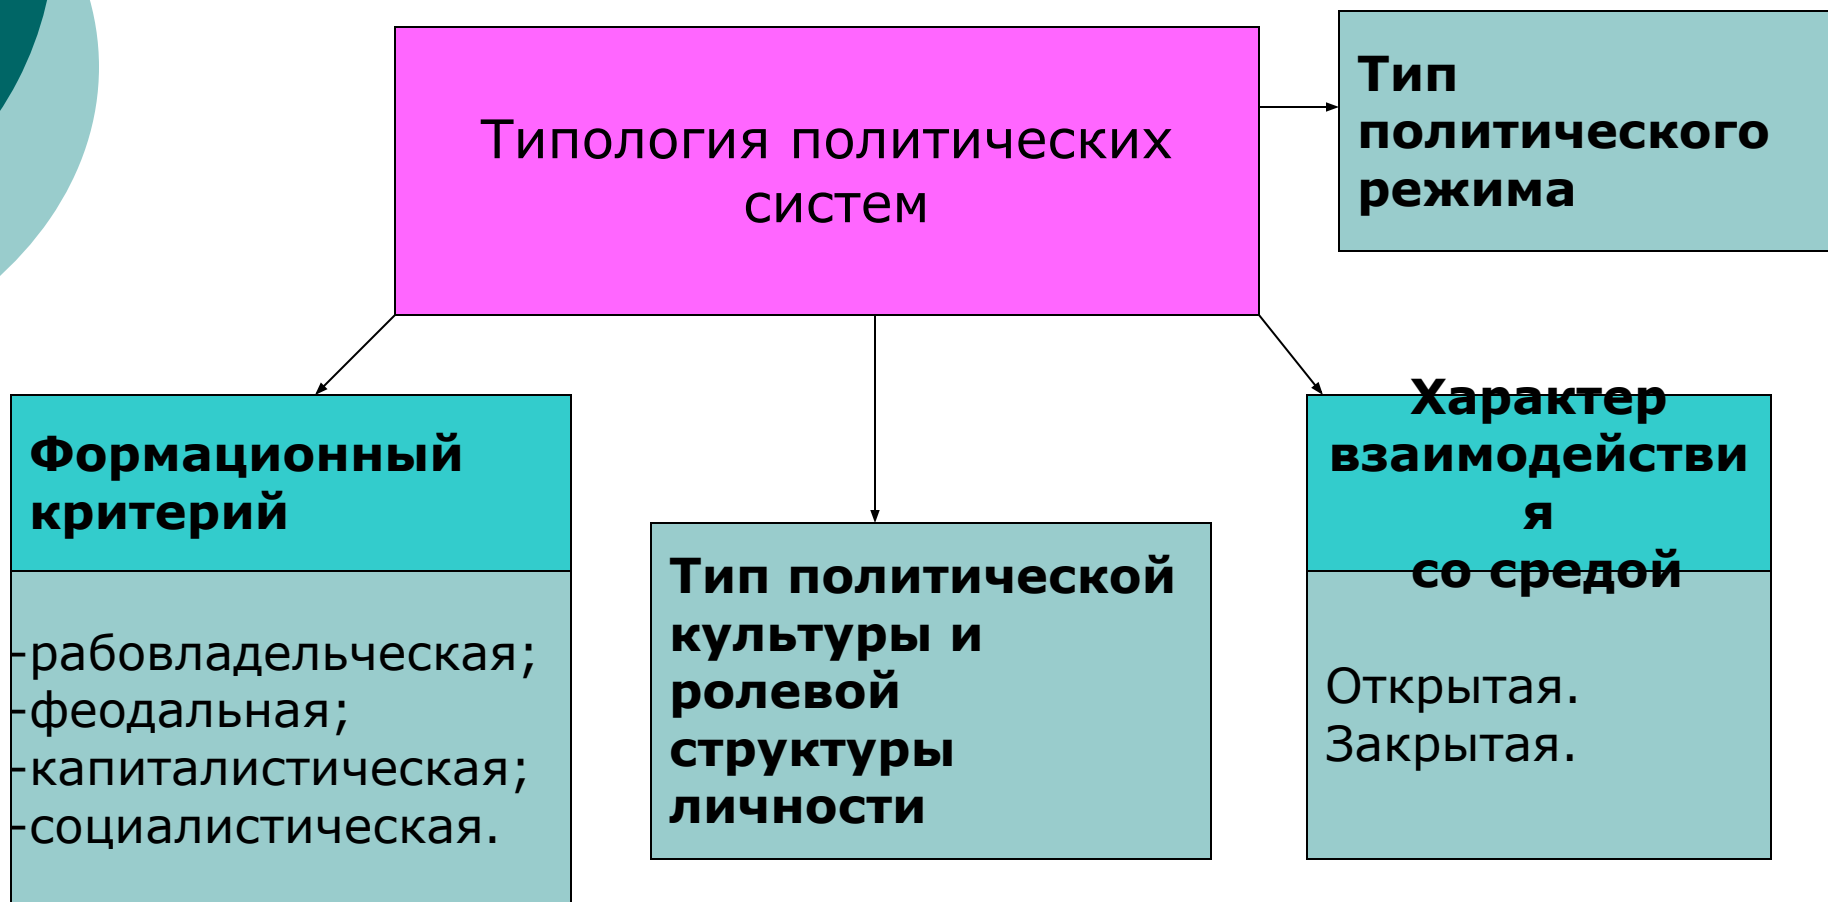 Типология политических
систем
Тип
политического
режима
Формационный
критерий
-рабовладельческая;
-феодальная;
-капиталистическая;
-социалистическая.
Тип политической
культуры и
ролевой
структуры
личности
Характер
взаимодействи
я
со средой
Открытая.
Закрытая.